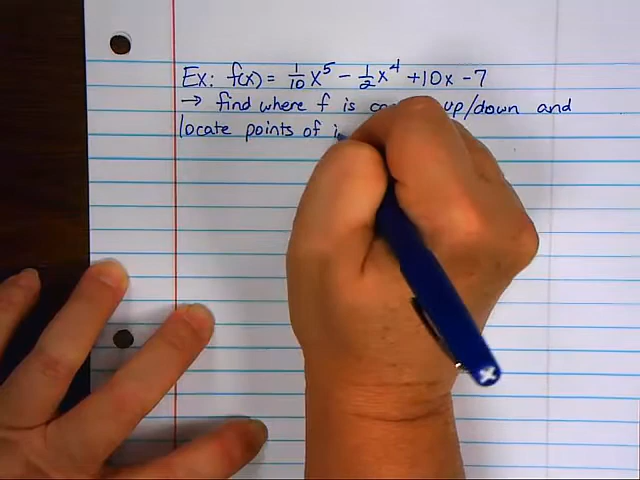 Ex: f(x) = 1/10 x^5 - 1/2 x^4 + 10x - 7
→ find where f is up/down and
locate points of